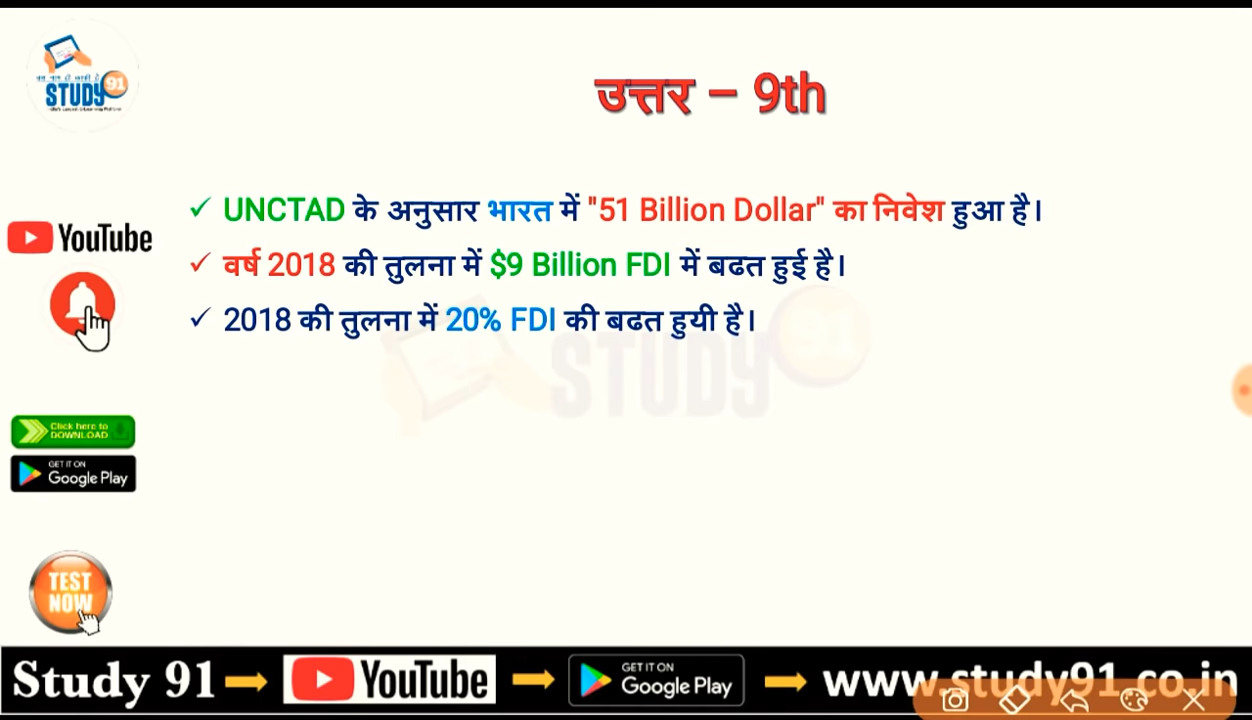 STUDY 91
उत्तर – 9th
✓ UNCTAD के अनुसार भारत में "51 Billion Dollar" का निवेश हुआ है।
✓ वर्ष 2018 की तुलना में $9 Billion FDI में बढत हुई है।
✓ 2018 की तुलना में 20% FDI की बढत हुयी है।
YouTube
STUDY
Click here to
DOWNLOAD
GET IT ON
Google Play
TEST
NOW
Study 91 YouTube GET IT ON Google Play www.study91.co.in